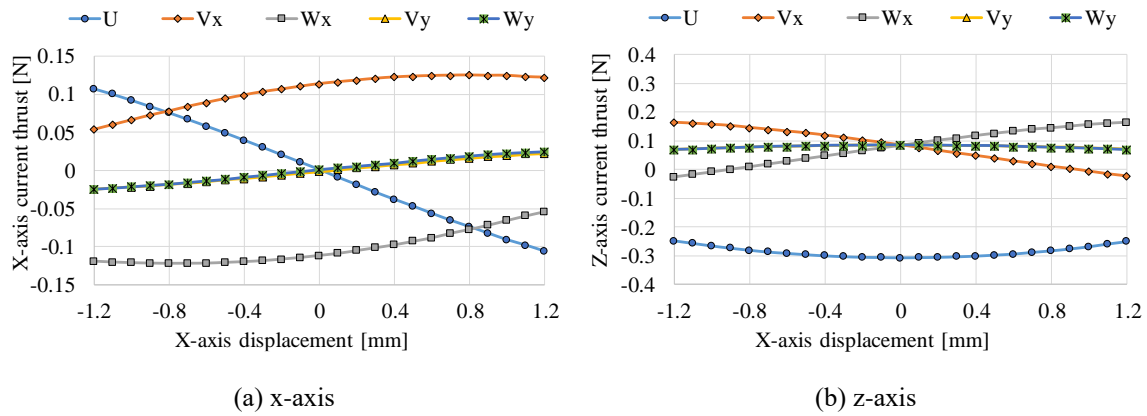 U Vx Wx Vy Wy
X-axis current thrust [N]
0.15
0.1
0.05
0
-0.05
-0.1
-0.15
-1.2 -0.8 -0.4 0 0.4 0.8 1.2
X-axis displacement [mm]
(a) x-axis
U Vx Wx Vy Wy
Z-axis current thrust [N]
0.4
0.3
0.2
0.1
0
-0.1
-0.2
-0.3
-0.4
-1.2 -0.8 -0.4 0 0.4 0.8 1.2
X-axis displacement [mm]
(b) z-axis